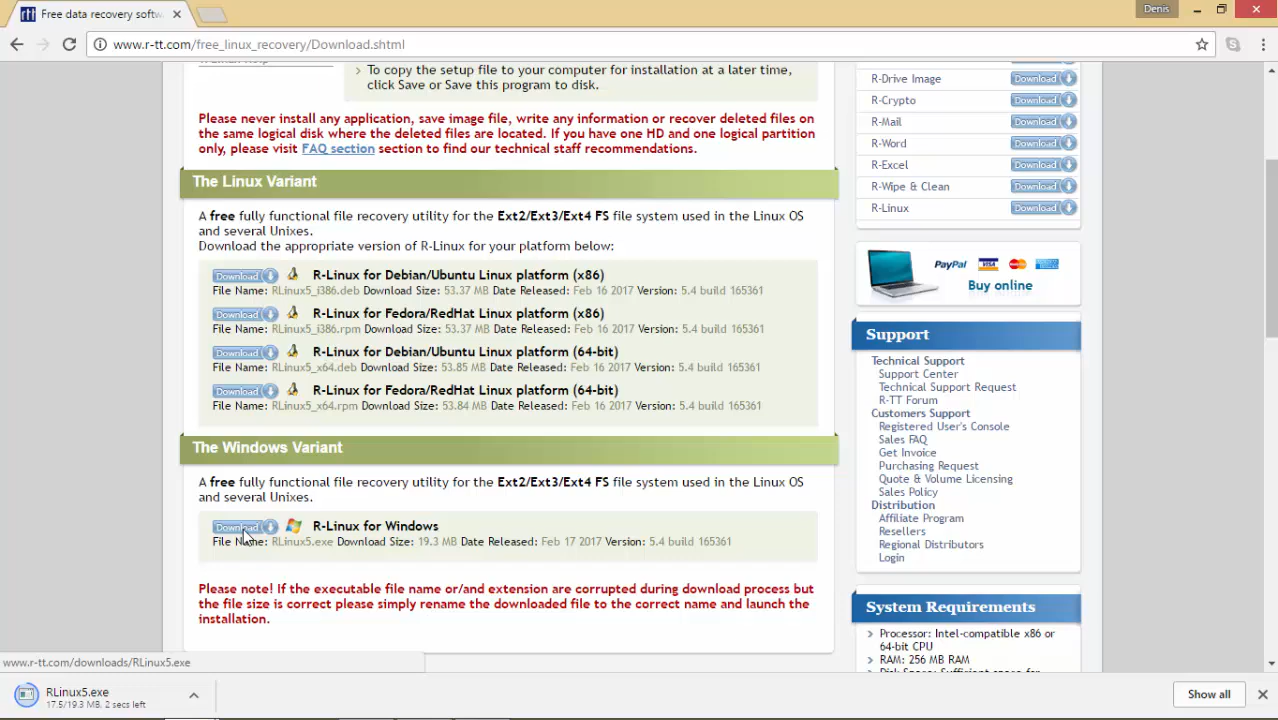 Free data recovery softw
Denis
www.r-tt.com/free_linux_recovery/Download.shtml
To copy the setup file to your computer for installation at a later time,
click Save or Save this program to disk.
Please never install any application, save image file, write any information or recover deleted files on
the same logical disk where the deleted files are located. If you have one HD and one logical partition
only, please visit FAQ section section to find our technical staff recommendations.
The Linux Variant
A free fully functional file recovery utility for the Ext2/Ext3/Ext4 FS file system used in the Linux OS
and several Unixes.
Download the appropriate version of R-Linux for your platform below:
Download R-Linux for Debian/Ubuntu Linux platform (x86)
File Name: RLinux5_i386.deb Download Size: 53.37 MB Date Released: Feb 16 2017 Version: 5.4 build 165361
Download R-Linux for Fedora/RedHat Linux platform (x86)
File Name: RLinux5_i386.rpm Download Size: 53.37 MB Date Released: Feb 16 2017 Version: 5.4 build 165361
Download R-Linux for Debian/Ubuntu Linux platform (64-bit)
File Name: RLinux5_x64.deb Download Size: 53.85 MB Date Released: Feb 16 2017 Version: 5.4 build 165361
Download R-Linux for Fedora/RedHat Linux platform (64-bit)
File Name: RLinux5_x64.rpm Download Size: 53.84 MB Date Released: Feb 16 2017 Version: 5.4 build 165361
The Windows Variant
A free fully functional file recovery utility for the Ext2/Ext3/Ext4 FS file system used in the Linux OS
and several Unixes.
Download R-Linux for Windows
File Name: RLinux5.exe Download Size: 19.3 MB Date Released: Feb 17 2017 Version: 5.4 build 165361
Please note! If the executable file name or/and extension are corrupted during download process but
the file size is correct please simply rename the downloaded file to the correct name and launch the
installation.
R-Drive Image Download
R-Crypto Download
R-Mail Download
R-Word Download
R-Excel Download
R-Wipe & Clean Download
R-Linux Download
PayPal VISA
Buy online
Support
Technical Support
Support Center
Technical Support Request
R-TT Forum
Customers Support
Registered User's Console
Sales FAQ
Get Invoice
Purchasing Request
Quote & Volume Licensing
Sales Policy
Distribution
Affiliate Program
Resellers
Regional Distributors
Login
System Requirements
Processor: Intel-compatible x86 or
64-bit CPU
RAM: 256 MB RAM
www.r-tt.com/downloads/RLinux5.exe
RLinux5.exe
17.5/19.3 MB, 2 secs left
Show all